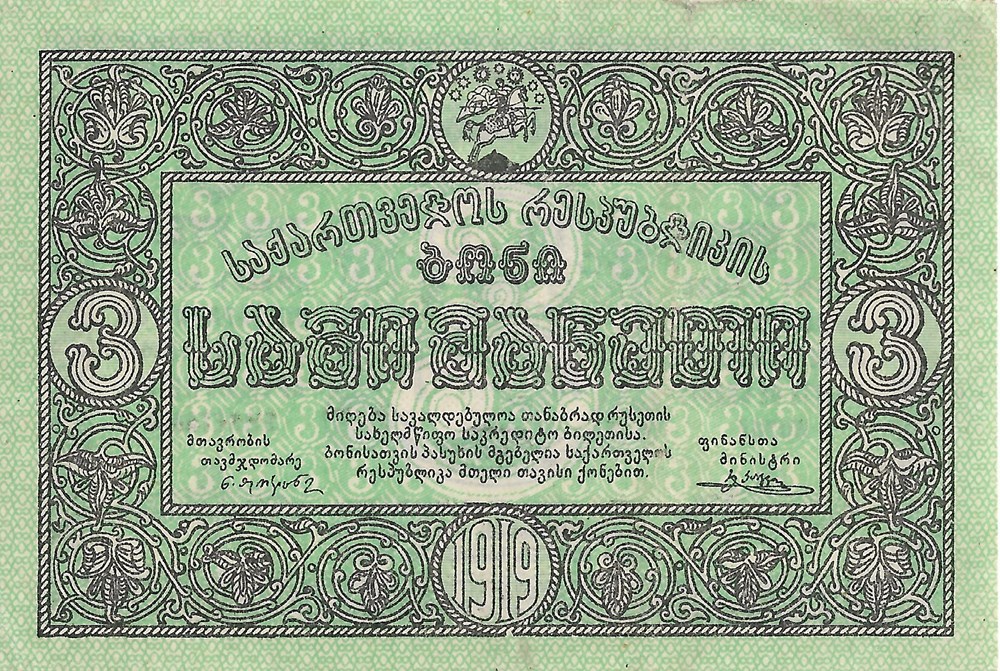 საქართველოს რესპუბლიკის
ბონი
3
სამი მანეთი
3
მიღება სავალდებულოა თანაბრად რუსეთის
სახელმწიფო საკრედიტო ბილეთისა.
ბონისათვის პასუხის მგებელია საქართველოს
რესპუბლიკა მთელი თავისი ქონებით.
მთავრობის
თავმჯდომარე
ფინანსთა
მინისტრი
1919